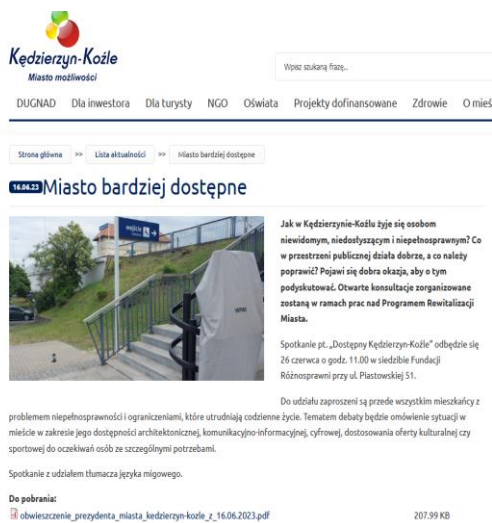 Kędzierzyn-Koźle
Miasto możliwości
Wpisz szukaną frazę...
DUGNAD Dla inwestora Dla turysty NGO Oświata Projekty dofinansowane Zdrowie O mieś
Strona główna >> Lista aktualności >> Miasto bardziej dostępne
16.06.23 Miasto bardziej dostępne
wejście
Jak w Kędzierzynie-Koźlu żyje się osobom
niewidomym, niedosłyszącym i niepełnosprawnym? Co
w przestrzeni publicznej działa dobrze, a co należy
poprawić? Pojawi się dobra okazja, aby o tym
podyskutować. Otwarte konsultacje zorganizowane
zostaną w ramach prac nad Programem Rewitalizacji
Miasta.
Spotkanie pt. „Dostępny Kędzierzyn-Koźle” odbędzie się
26 czerwca o godz. 11.00 w siedzibie Fundacji
Różnosprawni przy ul. Piastowskiej 51.
Do udziału zaproszeni są przede wszystkim mieszkańcy z
problemem niepełnosprawności i ograniczeniami, które utrudniają codzienne życie. Tematem debaty będzie omówienie sytuacji w
mieście w zakresie jego dostępności architektonicznej, komunikacyjno-informacyjnej, cyfrowej, dostosowania oferty kulturalnej czy
sportowej do oczekiwań osób ze szczególnymi potrzebami.
Spotkanie z udziałem tłumacza języka migowego.
Do pobrania:
obwieszczenie_prezydenta_miasta_kedzierzyn-kozle_z_16.06.2023.pdf 207.99 KB